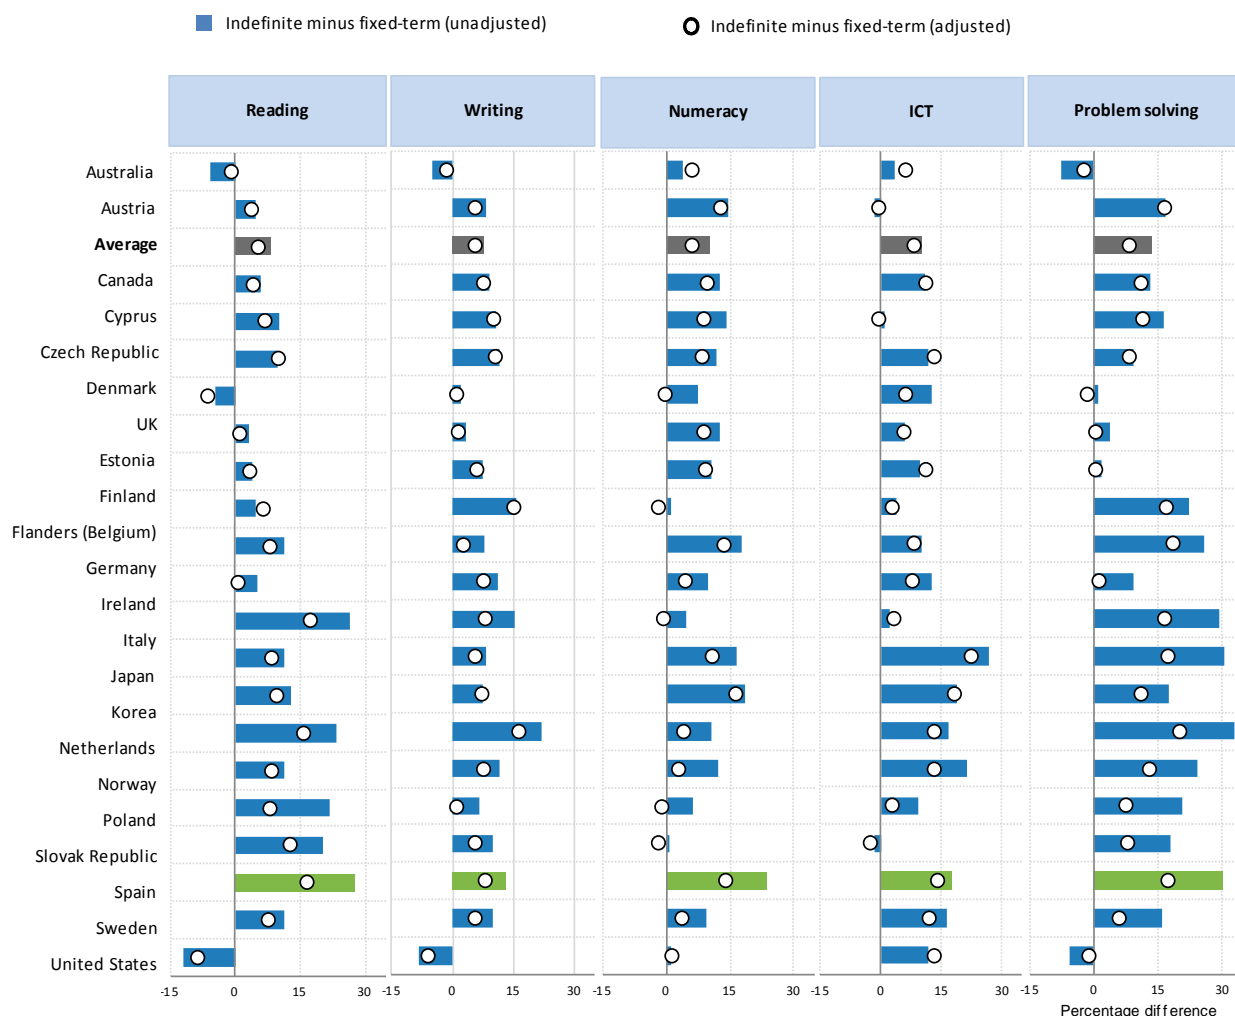 Indefinite minus fixed-term (unadjusted) Indefinite minus fixed-term (adjusted)
Reading Writing Numeracy ICT Problem solving
Australia
Austria
Average
Canada
Cyprus
Czech Republic
Denmark
UK
Estonia
Finland
Flanders (Belgium)
Germany
Ireland
Italy
Japan
Korea
Netherlands
Norway
Poland
Slovak Republic
Spain
Sweden
United States
-15 0 15 30 -15 0 15 30 -15 0 15 30 -15 0 15 30 -15 0 15 30
Percentage difference